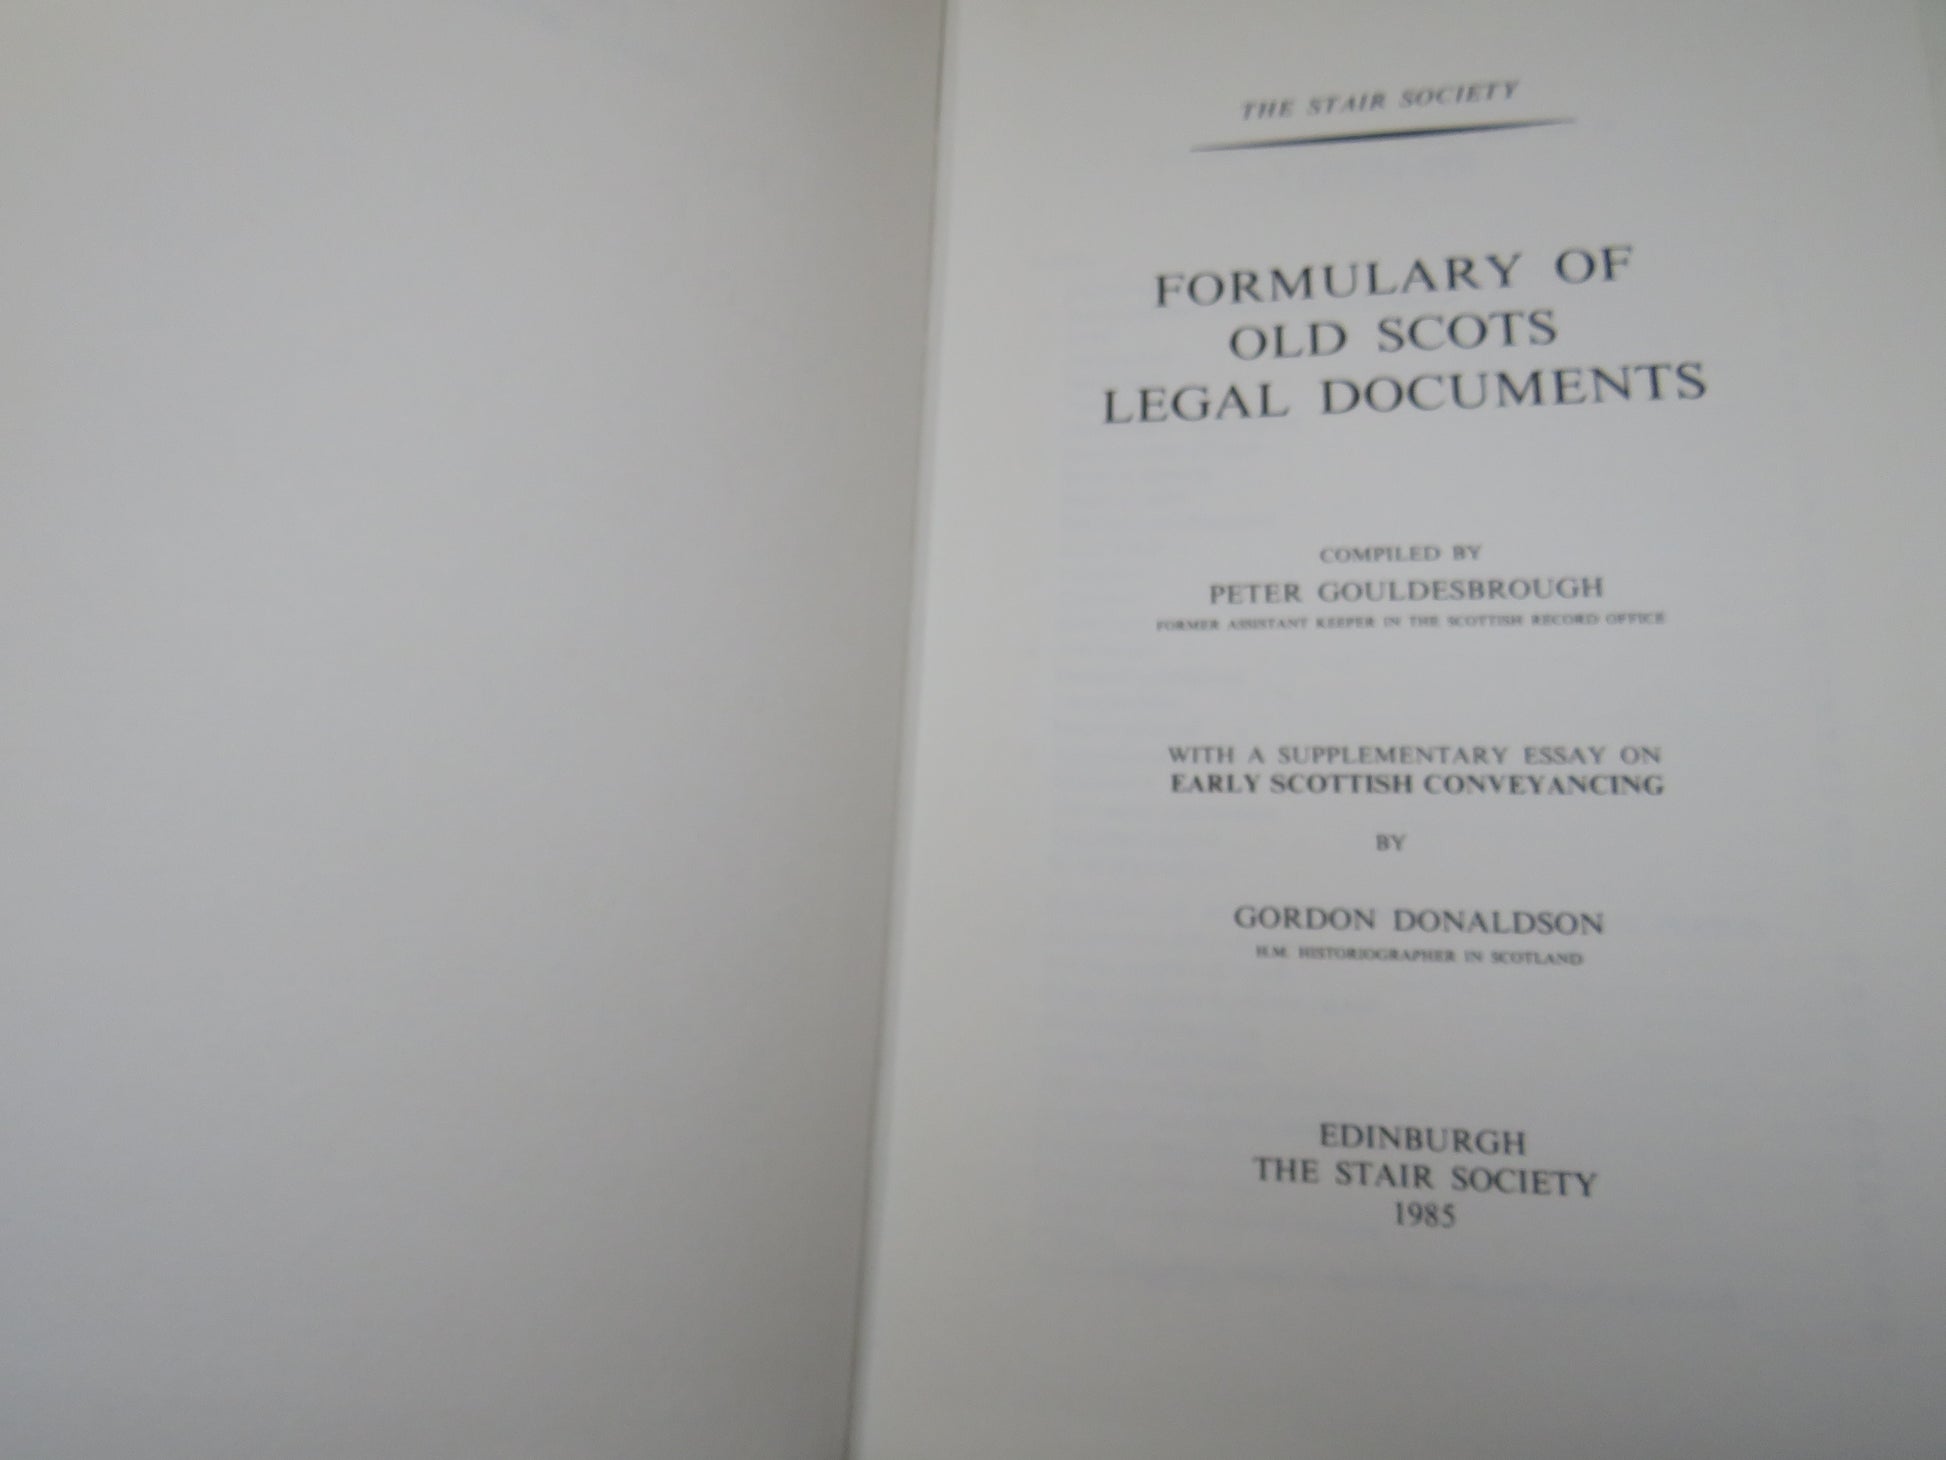 THE STAIR SOCIETY
FORMULARY OF
OLD SCOTS
LEGAL DOCUMENTS
COMPILED BY
PETER GOULDESBROUGH
FORMER ASSISTANT KEEPER IN THE SCOTTISH RECORD OFFICE
WITH A SUPPLEMENTARY ESSAY ON
EARLY SCOTTISH CONVEYANCING
BY
GORDON DONALDSON
H.M. HISTORIOGRAPHER IN SCOTLAND
EDINBURGH
THE STAIR SOCIETY
1985